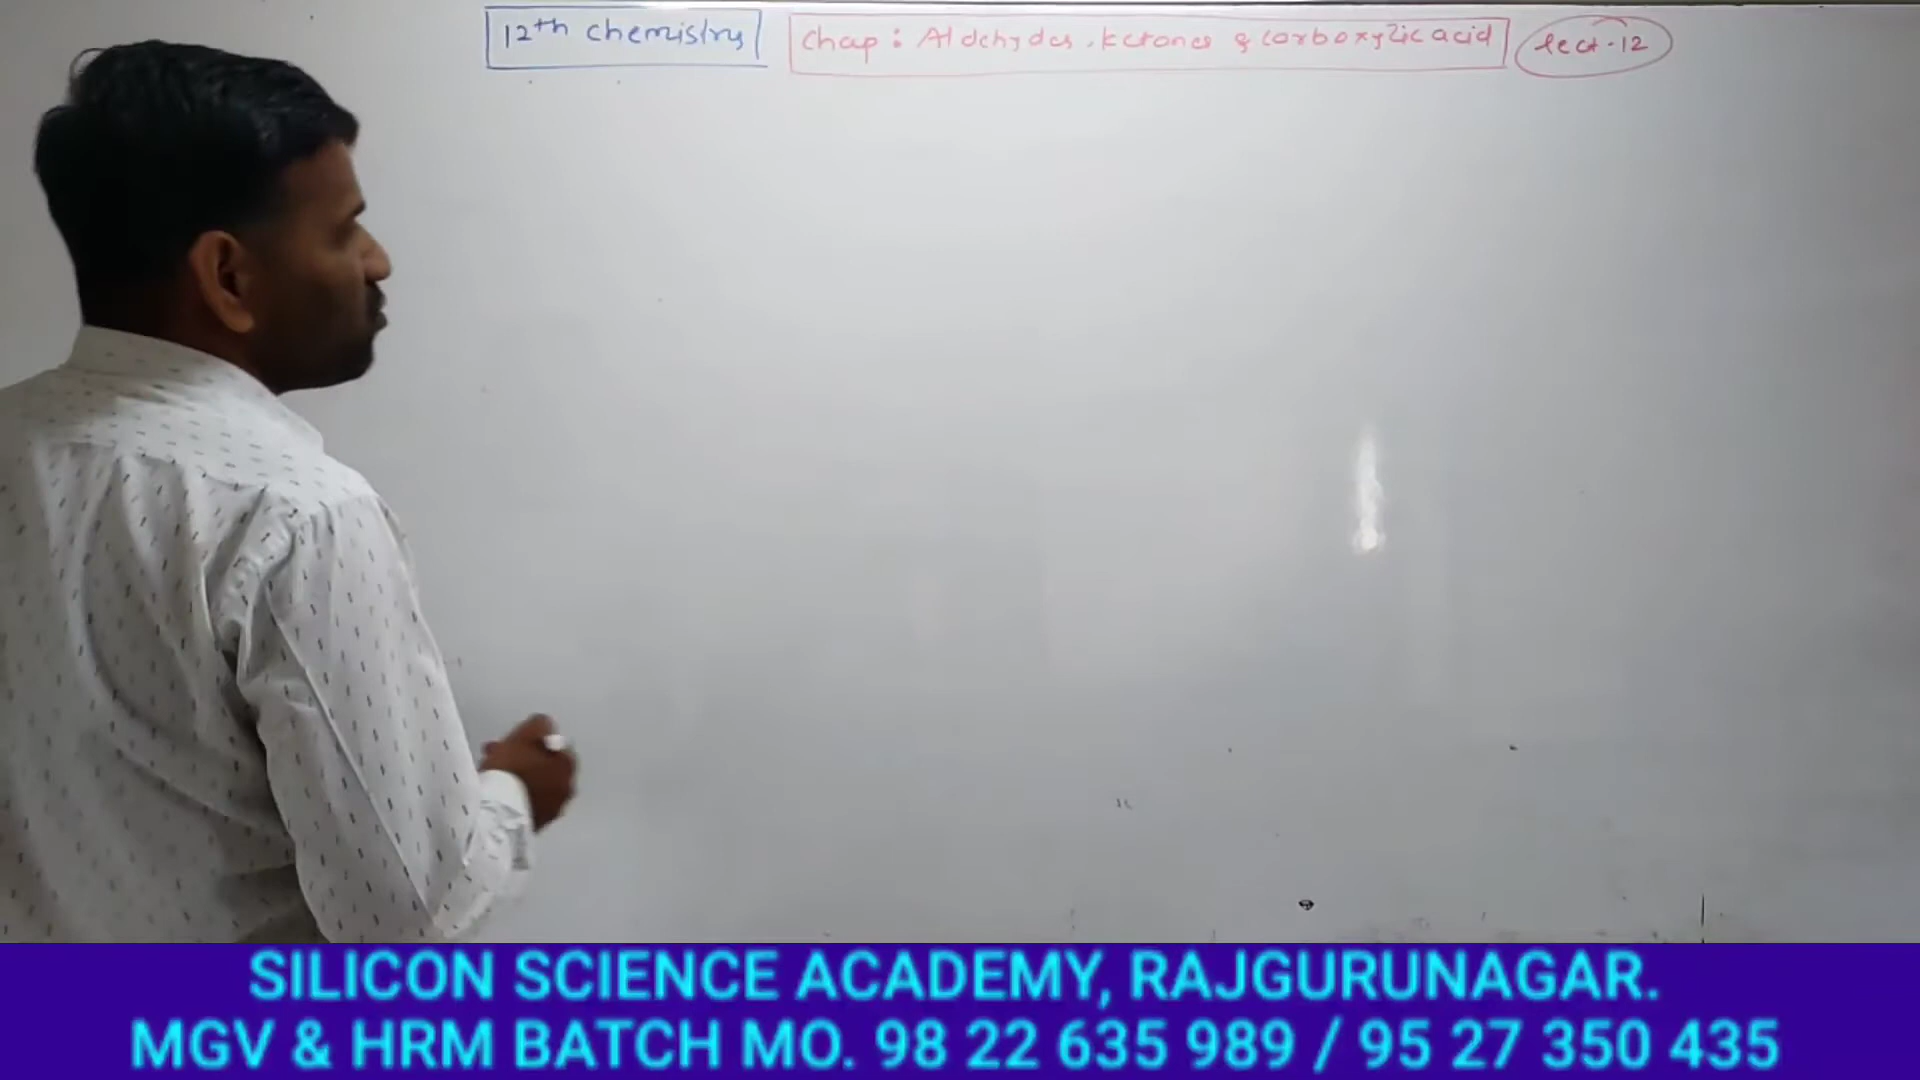 12th chemistry
Chap: Aldehydes, ketones & Carboxylic acid
lect-12
SILICON SCIENCE ACADEMY, RAJGURUNAGAR.
MGV & HRM BATCH MO. 98 22 635 989 / 95 27 350 435